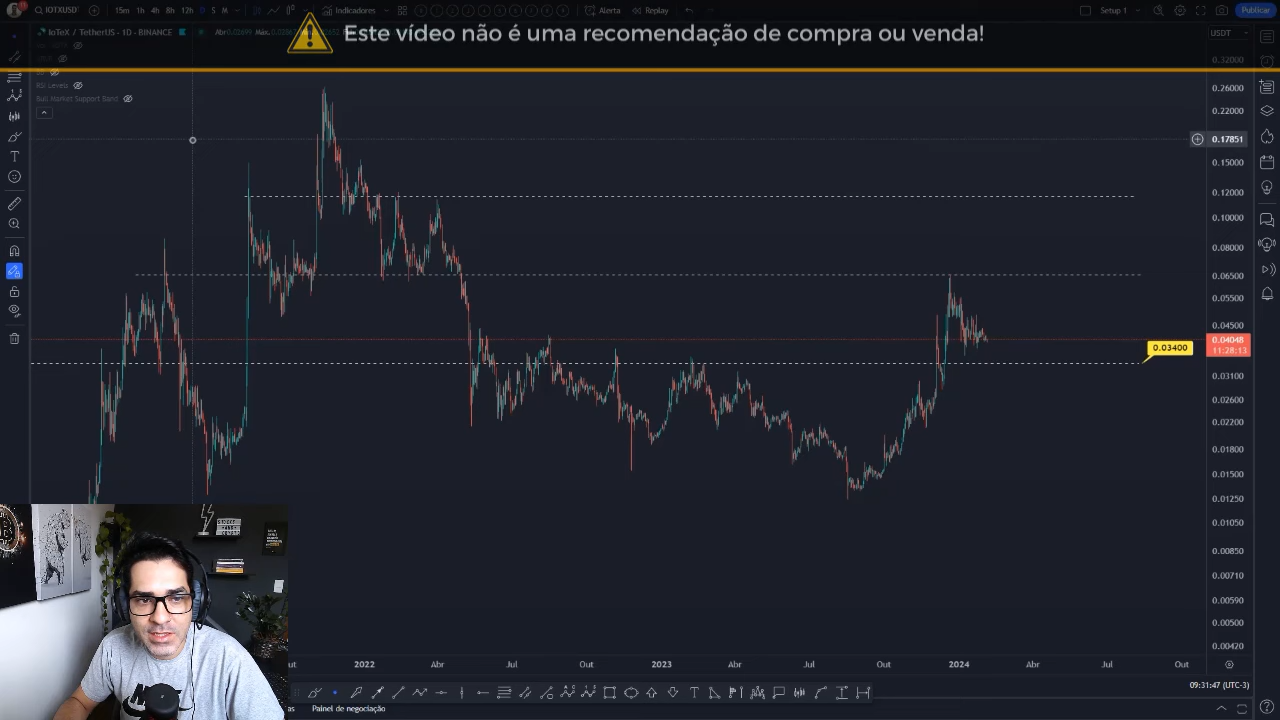 IOTXUSD
15m 1h 4h 8h 12h D S M
Indicadores
Alerta
Replay
Setup 1
Publicar
Este vídeo não é uma recomendação de compra ou venda!
IoTeX / TetherUS · 1D · BINANCE
USDT
RSI Levels
Bull Market Support Band
0.32000
0.26000
0.22000
0.17851
0.15000
0.12000
0.10000
0.08000
0.06500
0.05500
0.04500
0.04048
11:28:13
0.03400
0.03100
0.02600
0.02200
0.01800
0.01500
0.01250
0.01050
0.00850
0.00710
0.00590
0.00500
0.00420
2022 Abr Jul Out 2023 Abr Jul Out 2024 Abr Jul Out
09:31:47 (UTC-3)
Painel de negociação